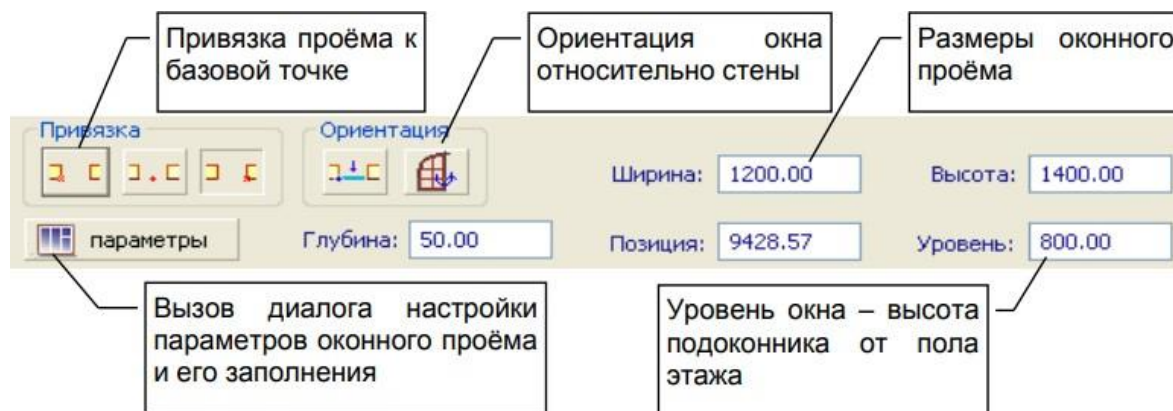 Привязка проёма к
базовой точке
Ориентация окна
относительно стены
Размеры оконного
проёма
Привязка
Ориентация
Ширина: 1200.00
Высота: 1400.00
параметры
Глубина: 50.00
Позиция: 9428.57
Уровень: 800.00
Вызов диалога настройки
параметров оконного проёма
и его заполнения
Уровень окна – высота
подоконника от пола
этажа